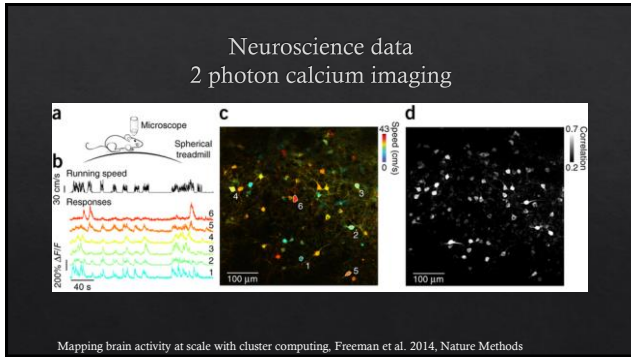 Neuroscience data
2 photon calcium imaging
a
Microscope
Spherical
treadmill
b
Running speed
30 cm/s
Responses
6
5
4
3
2
1
200% ΔF/F
40 s
c
4
3
6
2
1
5
100 μm
43
0
Speed (cm/s)
d
0.7
0.2
Correlation
100 μm
Mapping brain activity at scale with cluster computing, Freeman et al. 2014, Nature Methods